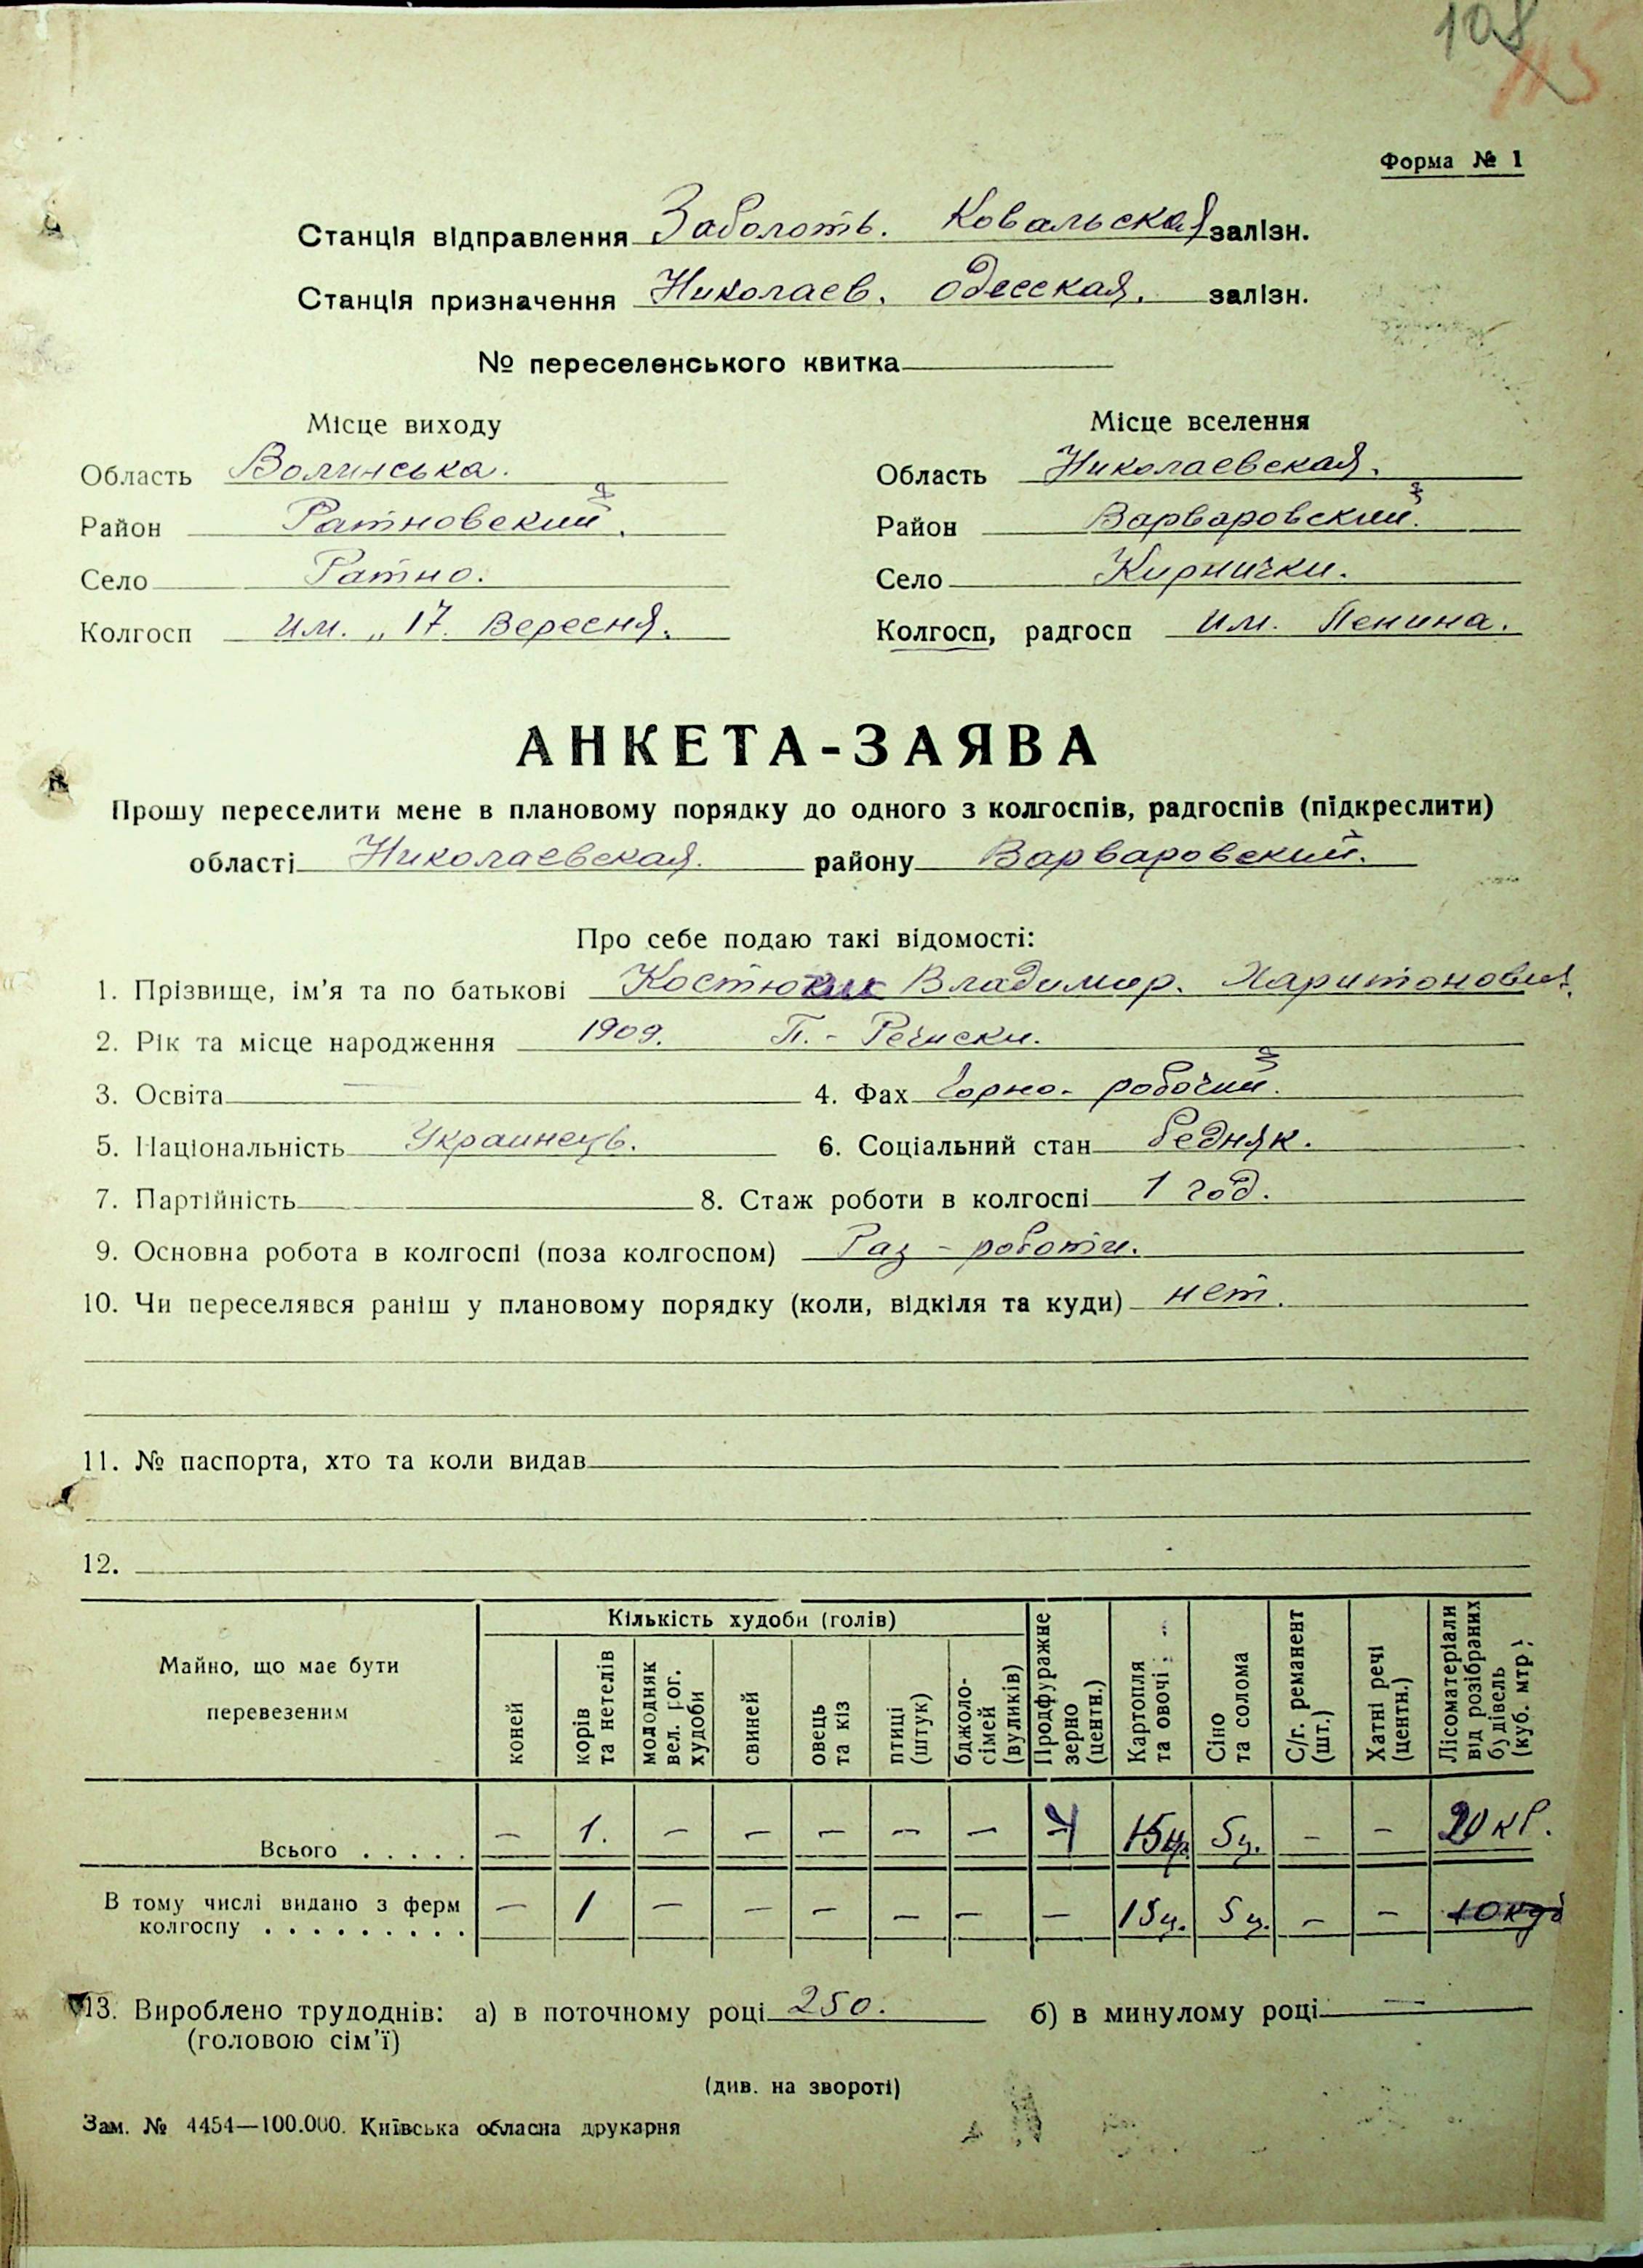 108
115
Форма № 1
Станція відправлення Заболоть. Ковальская залізн.
Станція призначення Николаев. Одесская. залізн.
№ переселенського квитка
Місце виходу Місце вселення
Область Волинська. Область Николаевская.
Район Ратновский. Район Варваровский.
Село Ратно. Село Кирнички.
Колгосп им. „17. Вересня. Колгосп, радгосп им. Ленина.
АНКЕТА-ЗАЯВА
Прошу переселити мене в плановому порядку до одного з колгоспів, радгоспів (підкреслити)
області Николаевская. району Варваровский.
Про себе подаю такі відомості:
1. Прізвище, ім'я та по батькові Владимир. Харитонович.
2. Рік та місце народження 1909. П. - Речиски.
3. Освіта — 4. Фах Чорно-робочий.
5. Національність Украинець. 6. Соціальний стан бедняк.
7. Партійність 8. Стаж роботи в колгоспі 1 год.
9. Основна робота в колгоспі (поза колгоспом) Раз - роботи.
10. Чи переселявся раніш у плановому порядку (коли, відкіля та куди) нет.
11. № паспорта, хто та коли видав
12.
Майно, що має бути перевезеним
Кількість худоби (голів)
коней
корів та нетелів
молодняк вел. рог. худоби
свиней
овець та кіз
птиці (штук)
бджоло-сімей (вуликів)
Продфуражне зерно (центн.)
Картопля та овочі
Сіно та солома
С/г. реманент (шт.)
Хатні речі (центн.)
Лісоматеріали від розібраних будівель (куб. мтр)
Всього . . . . . — 1. — — — — — 15ц. 5ц. — — 20 кб.
В тому числі видано з ферм
колгоспу . . . . . . . . . — 1 — — — — — — 15ц. 5ц. — — 10 куб
13. Вироблено трудоднів: а) в поточному році 250. б) в минулому році —
(головою сім'ї)
(див. на звороті)
Зам. № 4454—100.000. Київська обласна друкарня